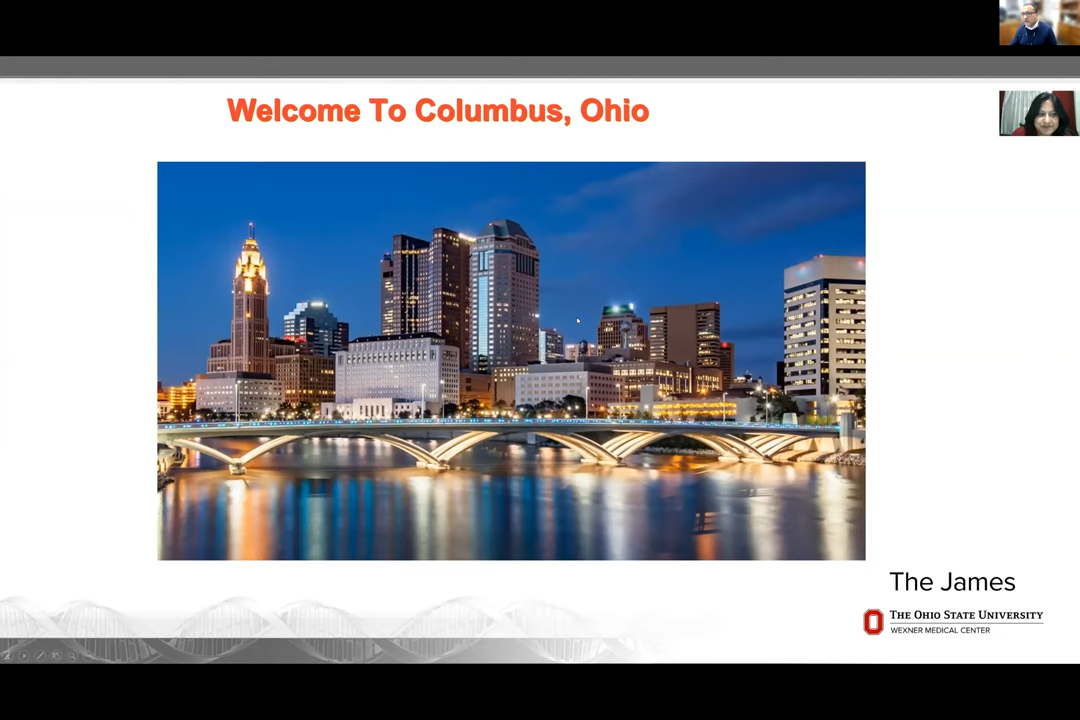 Welcome To Columbus, Ohio
The James
THE OHIO STATE UNIVERSITY
WEXNER MEDICAL CENTER